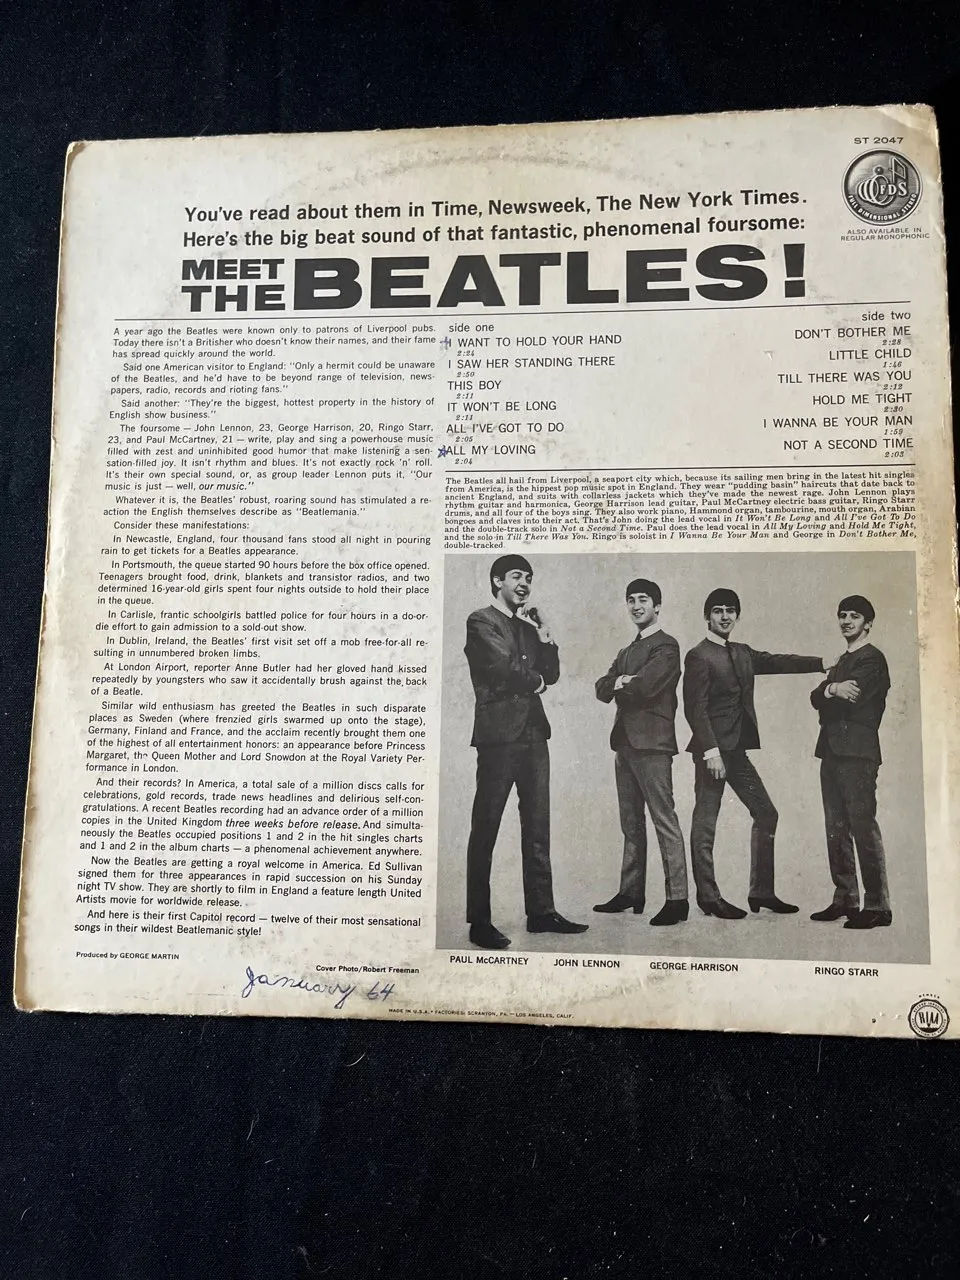 ST 2047
FDS
FULL DIMENSIONAL STEREO
ALSO AVAILABLE IN
REGULAR MONOPHONIC
You've read about them in Time, Newsweek, The New York Times.
Here's the big beat sound of that fantastic, phenomenal foursome:
MEET THE BEATLES!
A year ago the Beatles were known only to patrons of Liverpool pubs.
Today there isn't a Britisher who doesn't know their names, and their fame
has spread quickly around the world.
Said one American visitor to England: "Only a hermit could be unaware
of the Beatles, and he'd have to be beyond range of television, news-
papers, radio, records and rioting fans."
Said another: "They're the biggest, hottest property in the history of
English show business."
The foursome — John Lennon, 23, George Harrison, 20, Ringo Starr,
23, and Paul McCartney, 21 — write, play and sing a powerhouse music
filled with zest and uninhibited good humor that make listening a sen-
sation-filled joy. It isn't rhythm and blues. It's not exactly rock 'n' roll.
It's their own special sound, or, as group leader Lennon puts it, "Our
music is just — well, our music."
Whatever it is, the Beatles' robust, roaring sound has stimulated a re-
action the English themselves describe as "Beatlemania."
Consider these manifestations:
In Newcastle, England, four thousand fans stood all night in pouring
rain to get tickets for a Beatles appearance.
In Portsmouth, the queue started 90 hours before the box office opened.
Teenagers brought food, drink, blankets and transistor radios, and two
determined 16-year-old girls spent four nights outside to hold their place
in the queue.
In Carlisle, frantic schoolgirls battled police for four hours in a do-or-
die effort to gain admission to a sold-out show.
In Dublin, Ireland, the Beatles' first visit set off a mob free-for-all re-
sulting in unnumbered broken limbs.
At London Airport, reporter Anne Butler had her gloved hand kissed
repeatedly by youngsters who saw it accidentally brush against the back
of a Beatle.
Similar wild enthusiasm has greeted the Beatles in such disparate
places as Sweden (where frenzied girls swarmed up onto the stage),
Germany, Finland and France, and the acclaim recently brought them one
of the highest of all entertainment honors: an appearance before Princess
Margaret, the Queen Mother and Lord Snowdon at the Royal Variety Per-
formance in London.
And their records? In America, a total sale of a million discs calls for
celebrations, gold records, trade news headlines and delirious self-con-
gratulations. A recent Beatles recording had an advance order of a million
copies in the United Kingdom three weeks before release. And simulta-
neously the Beatles occupied positions 1 and 2 in the hit singles charts
and 1 and 2 in the album charts — a phenomenal achievement anywhere.
Now the Beatles are getting a royal welcome in America. Ed Sullivan
signed them for three appearances in rapid succession on his Sunday
night TV show. They are shortly to film in England a feature length United
Artists movie for worldwide release.
And here is their first Capitol record — twelve of their most sensational
songs in their wildest Beatlemanic style!
Produced by GEORGE MARTIN
Cover Photo/Robert Freeman
January 64
side one
I WANT TO HOLD YOUR HAND
2:24
I SAW HER STANDING THERE
2:50
THIS BOY
2:11
IT WON'T BE LONG
2:11
ALL I'VE GOT TO DO
2:05
ALL MY LOVING
2:04
side two
DON'T BOTHER ME
2:28
LITTLE CHILD
1:46
TILL THERE WAS YOU
2:12
HOLD ME TIGHT
2:30
I WANNA BE YOUR MAN
1:59
NOT A SECOND TIME
2:03
The Beatles all hail from Liverpool, a seaport city which, because its sailing men bring in the latest hit singles
from America, is the hippest pop music spot in England. They wear "pudding basin" haircuts that date back to
ancient England, and suits with collarless jackets which they've made the newest rage. John Lennon plays
rhythm guitar and harmonica, George Harrison lead guitar, Paul McCartney electric bass guitar, Ringo Starr
drums, and all four of the boys sing. They also work piano, Hammond organ, tambourine, mouth organ, Arabian
bongoes and claves into their act. That's John doing the lead vocal in It Won't Be Long and All I've Got To Do
and the double-track solo in Not a Second Time. Paul does the lead vocal in All My Loving and Hold Me Tight,
and the solo in Till There Was You. Ringo is soloist in I Wanna Be Your Man and George in Don't Bother Me,
double-tracked.
PAUL McCARTNEY
JOHN LENNON
GEORGE HARRISON
RINGO STARR
MADE IN U.S.A. • FACTORIES: SCRANTON, PA. — LOS ANGELES, CALIF.